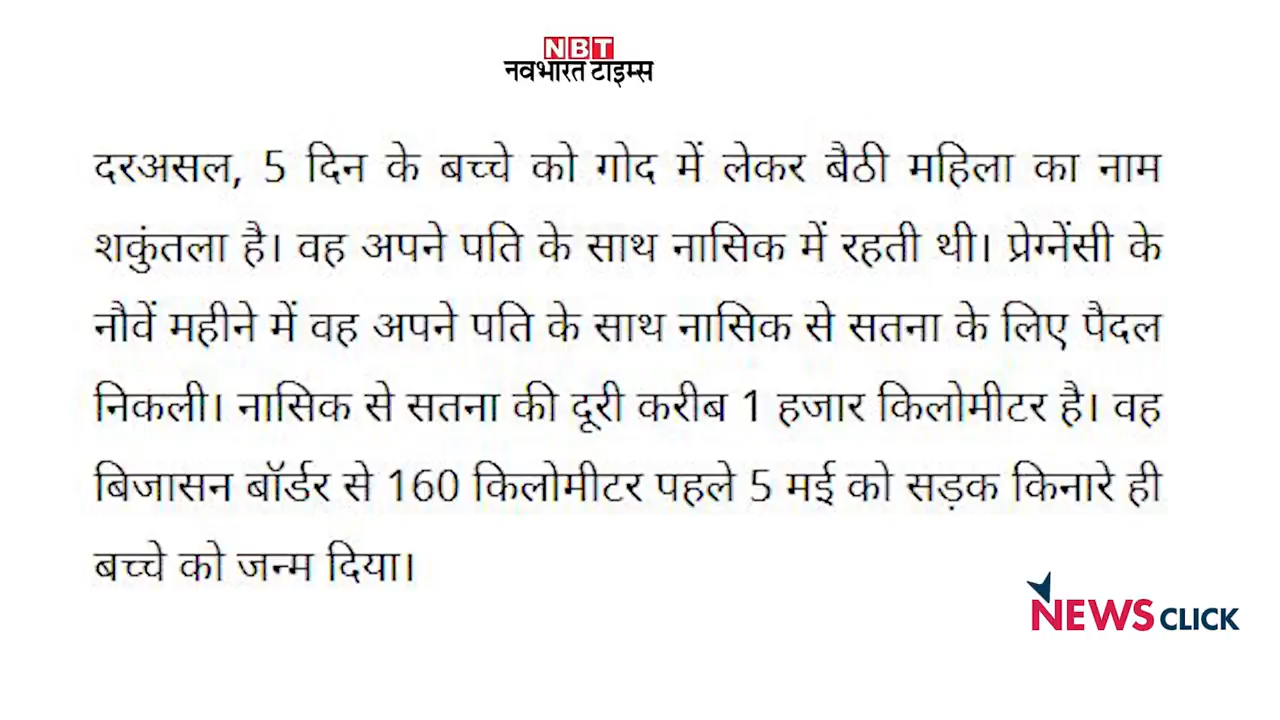 NBT
नवभारत टाइम्स
दरअसल, 5 दिन के बच्चे को गोद में लेकर बैठी महिला का नाम
शकुंतला है। वह अपने पति के साथ नासिक में रहती थी। प्रेग्नेंसी के
नौवें महीने में वह अपने पति के साथ नासिक से सतना के लिए पैदल
निकली। नासिक से सतना की दूरी करीब 1 हजार किलोमीटर है। वह
बिजासन बॉर्डर से 160 किलोमीटर पहले 5 मई को सड़क किनारे ही
बच्चे को जन्म दिया।
NEWS CLICK